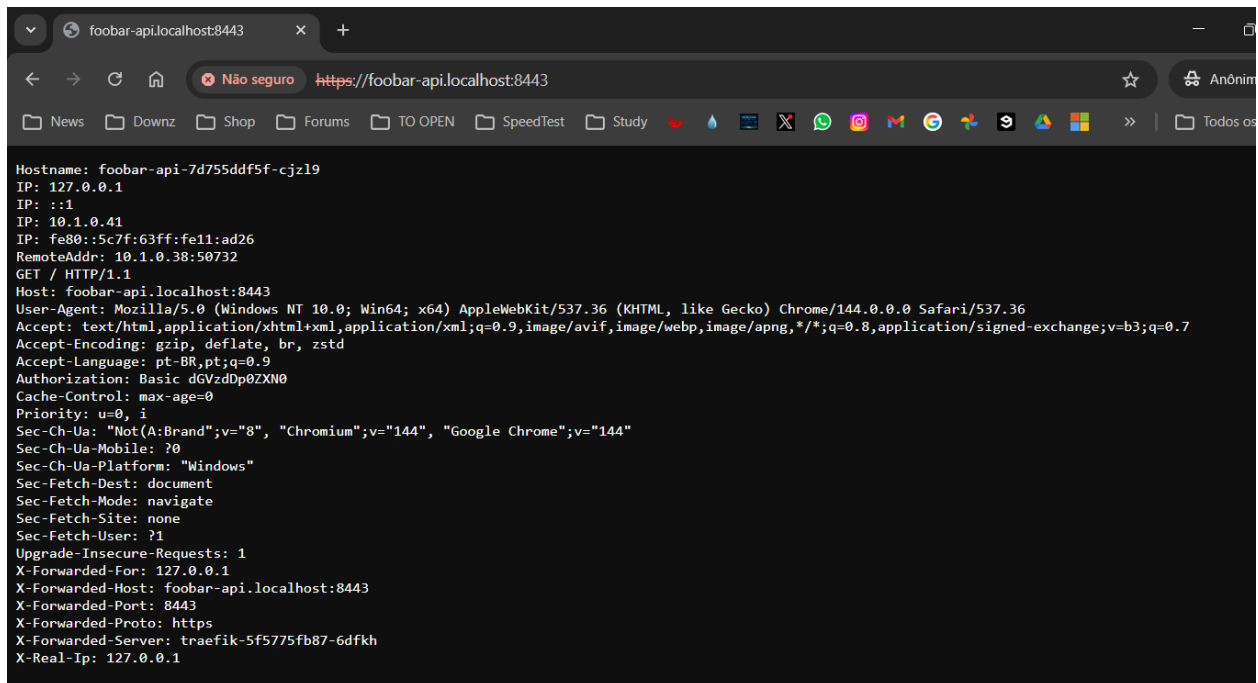 foobar-api.localhost:8443
Não seguro https://foobar-api.localhost:8443 Anônim
News Downz Shop Forums TO OPEN SpeedTest Study Todos os
Hostname: foobar-api-7d755ddf5f-cjzl9
IP: 127.0.0.1
IP: ::1
IP: 10.1.0.41
IP: fe80::5c7f:63ff:fe11:ad26
RemoteAddr: 10.1.0.38:50732
GET / HTTP/1.1
Host: foobar-api.localhost:8443
User-Agent: Mozilla/5.0 (Windows NT 10.0; Win64; x64) AppleWebKit/537.36 (KHTML, like Gecko) Chrome/144.0.0.0 Safari/537.36
Accept: text/html,application/xhtml+xml,application/xml;q=0.9,image/avif,image/webp,image/apng,*/*;q=0.8,application/signed-exchange;v=b3;q=0.7
Accept-Encoding: gzip, deflate, br, zstd
Accept-Language: pt-BR,pt;q=0.9
Authorization: Basic dGVzdDp0ZXN0
Cache-Control: max-age=0
Priority: u=0, i
Sec-Ch-Ua: "Not(A:Brand";v="8", "Chromium";v="144", "Google Chrome";v="144"
Sec-Ch-Ua-Mobile: ?0
Sec-Ch-Ua-Platform: "Windows"
Sec-Fetch-Dest: document
Sec-Fetch-Mode: navigate
Sec-Fetch-Site: none
Sec-Fetch-User: ?1
Upgrade-Insecure-Requests: 1
X-Forwarded-For: 127.0.0.1
X-Forwarded-Host: foobar-api.localhost:8443
X-Forwarded-Port: 8443
X-Forwarded-Proto: https
X-Forwarded-Server: traefik-5f5775fb87-6dfkh
X-Real-Ip: 127.0.0.1